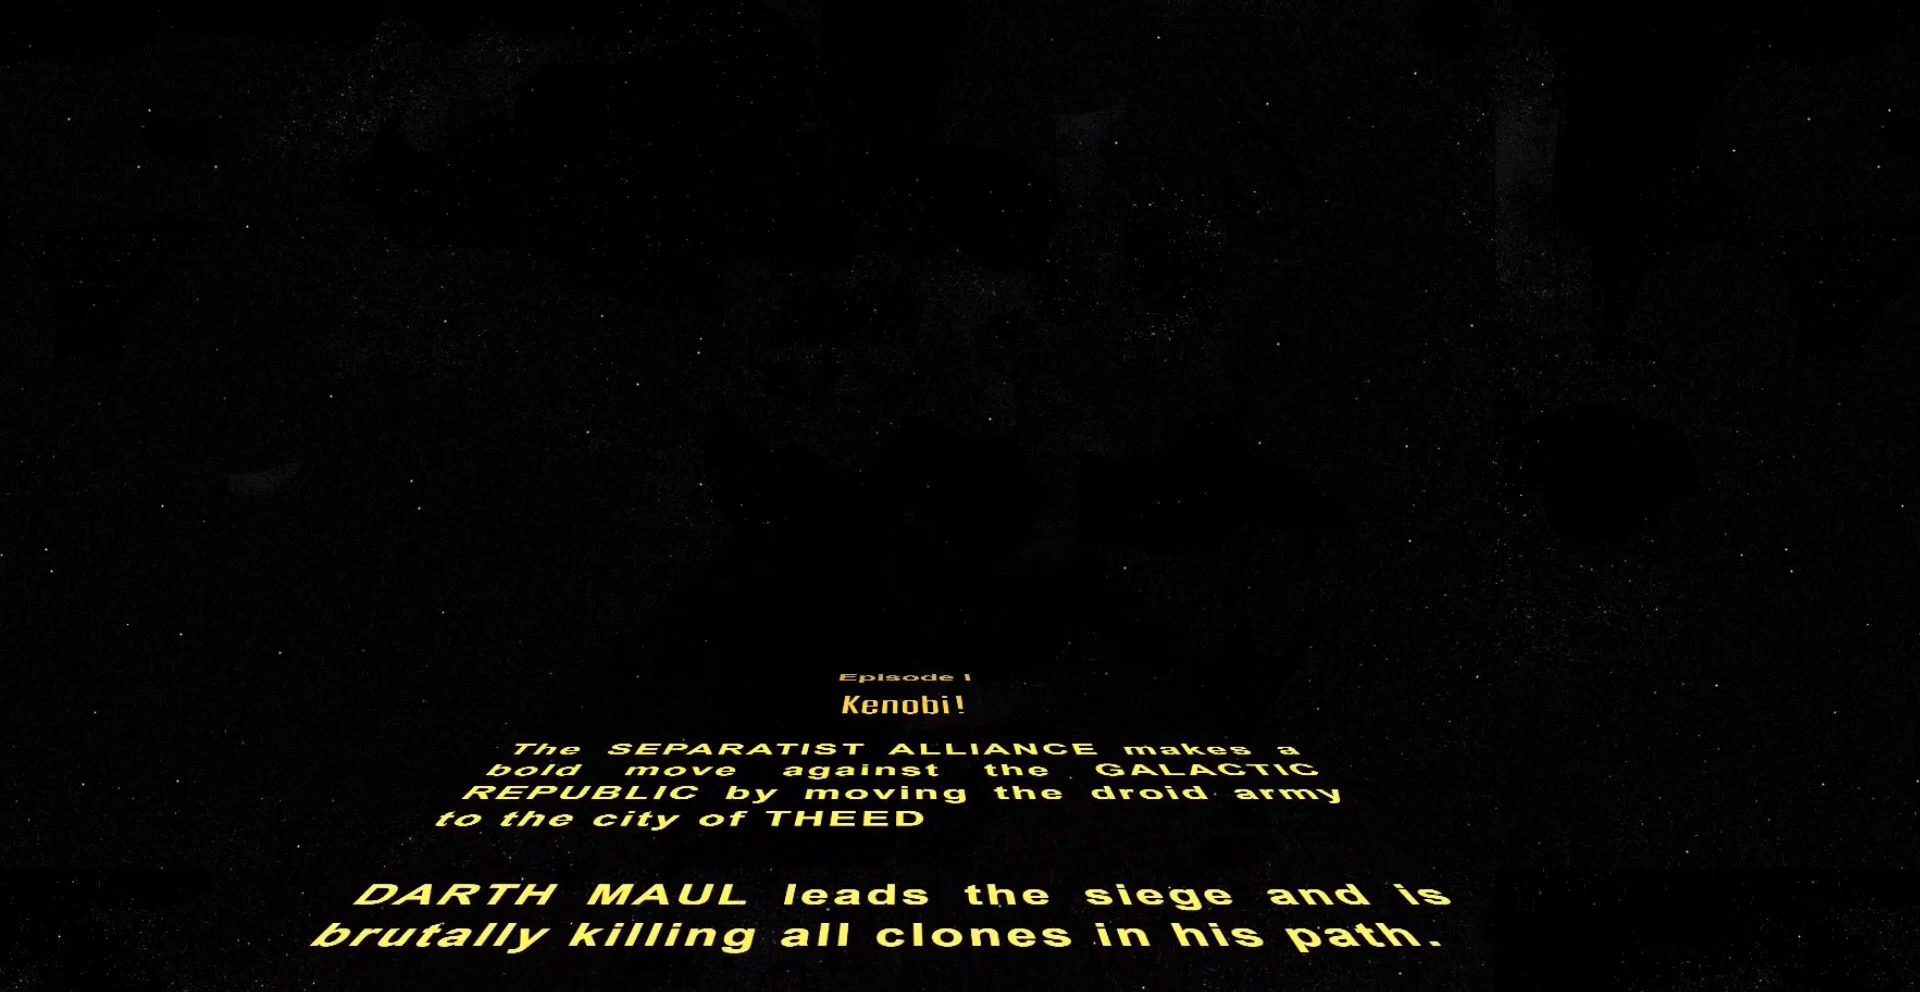 Episode I
Kenobi!
The SEPARATIST ALLIANCE makes a
bold move against the GALACTIC
REPUBLIC by moving the droid army
to the city of THEED
DARTH MAUL leads the siege and is
brutally killing all clones in his path.